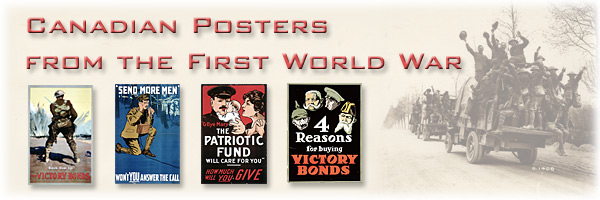 CANADIAN POSTERS
FROM THE FIRST WORLD WAR
VICTORY BONDS
"SEND MORE MEN"
WON'T YOU ANSWER THE CALL
THE
PATRIOTIC
FUND
WILL CARE FOR YOU"
HOW MUCH
WILL YOU GIVE
4
Reasons
for buying
VICTORY
BONDS